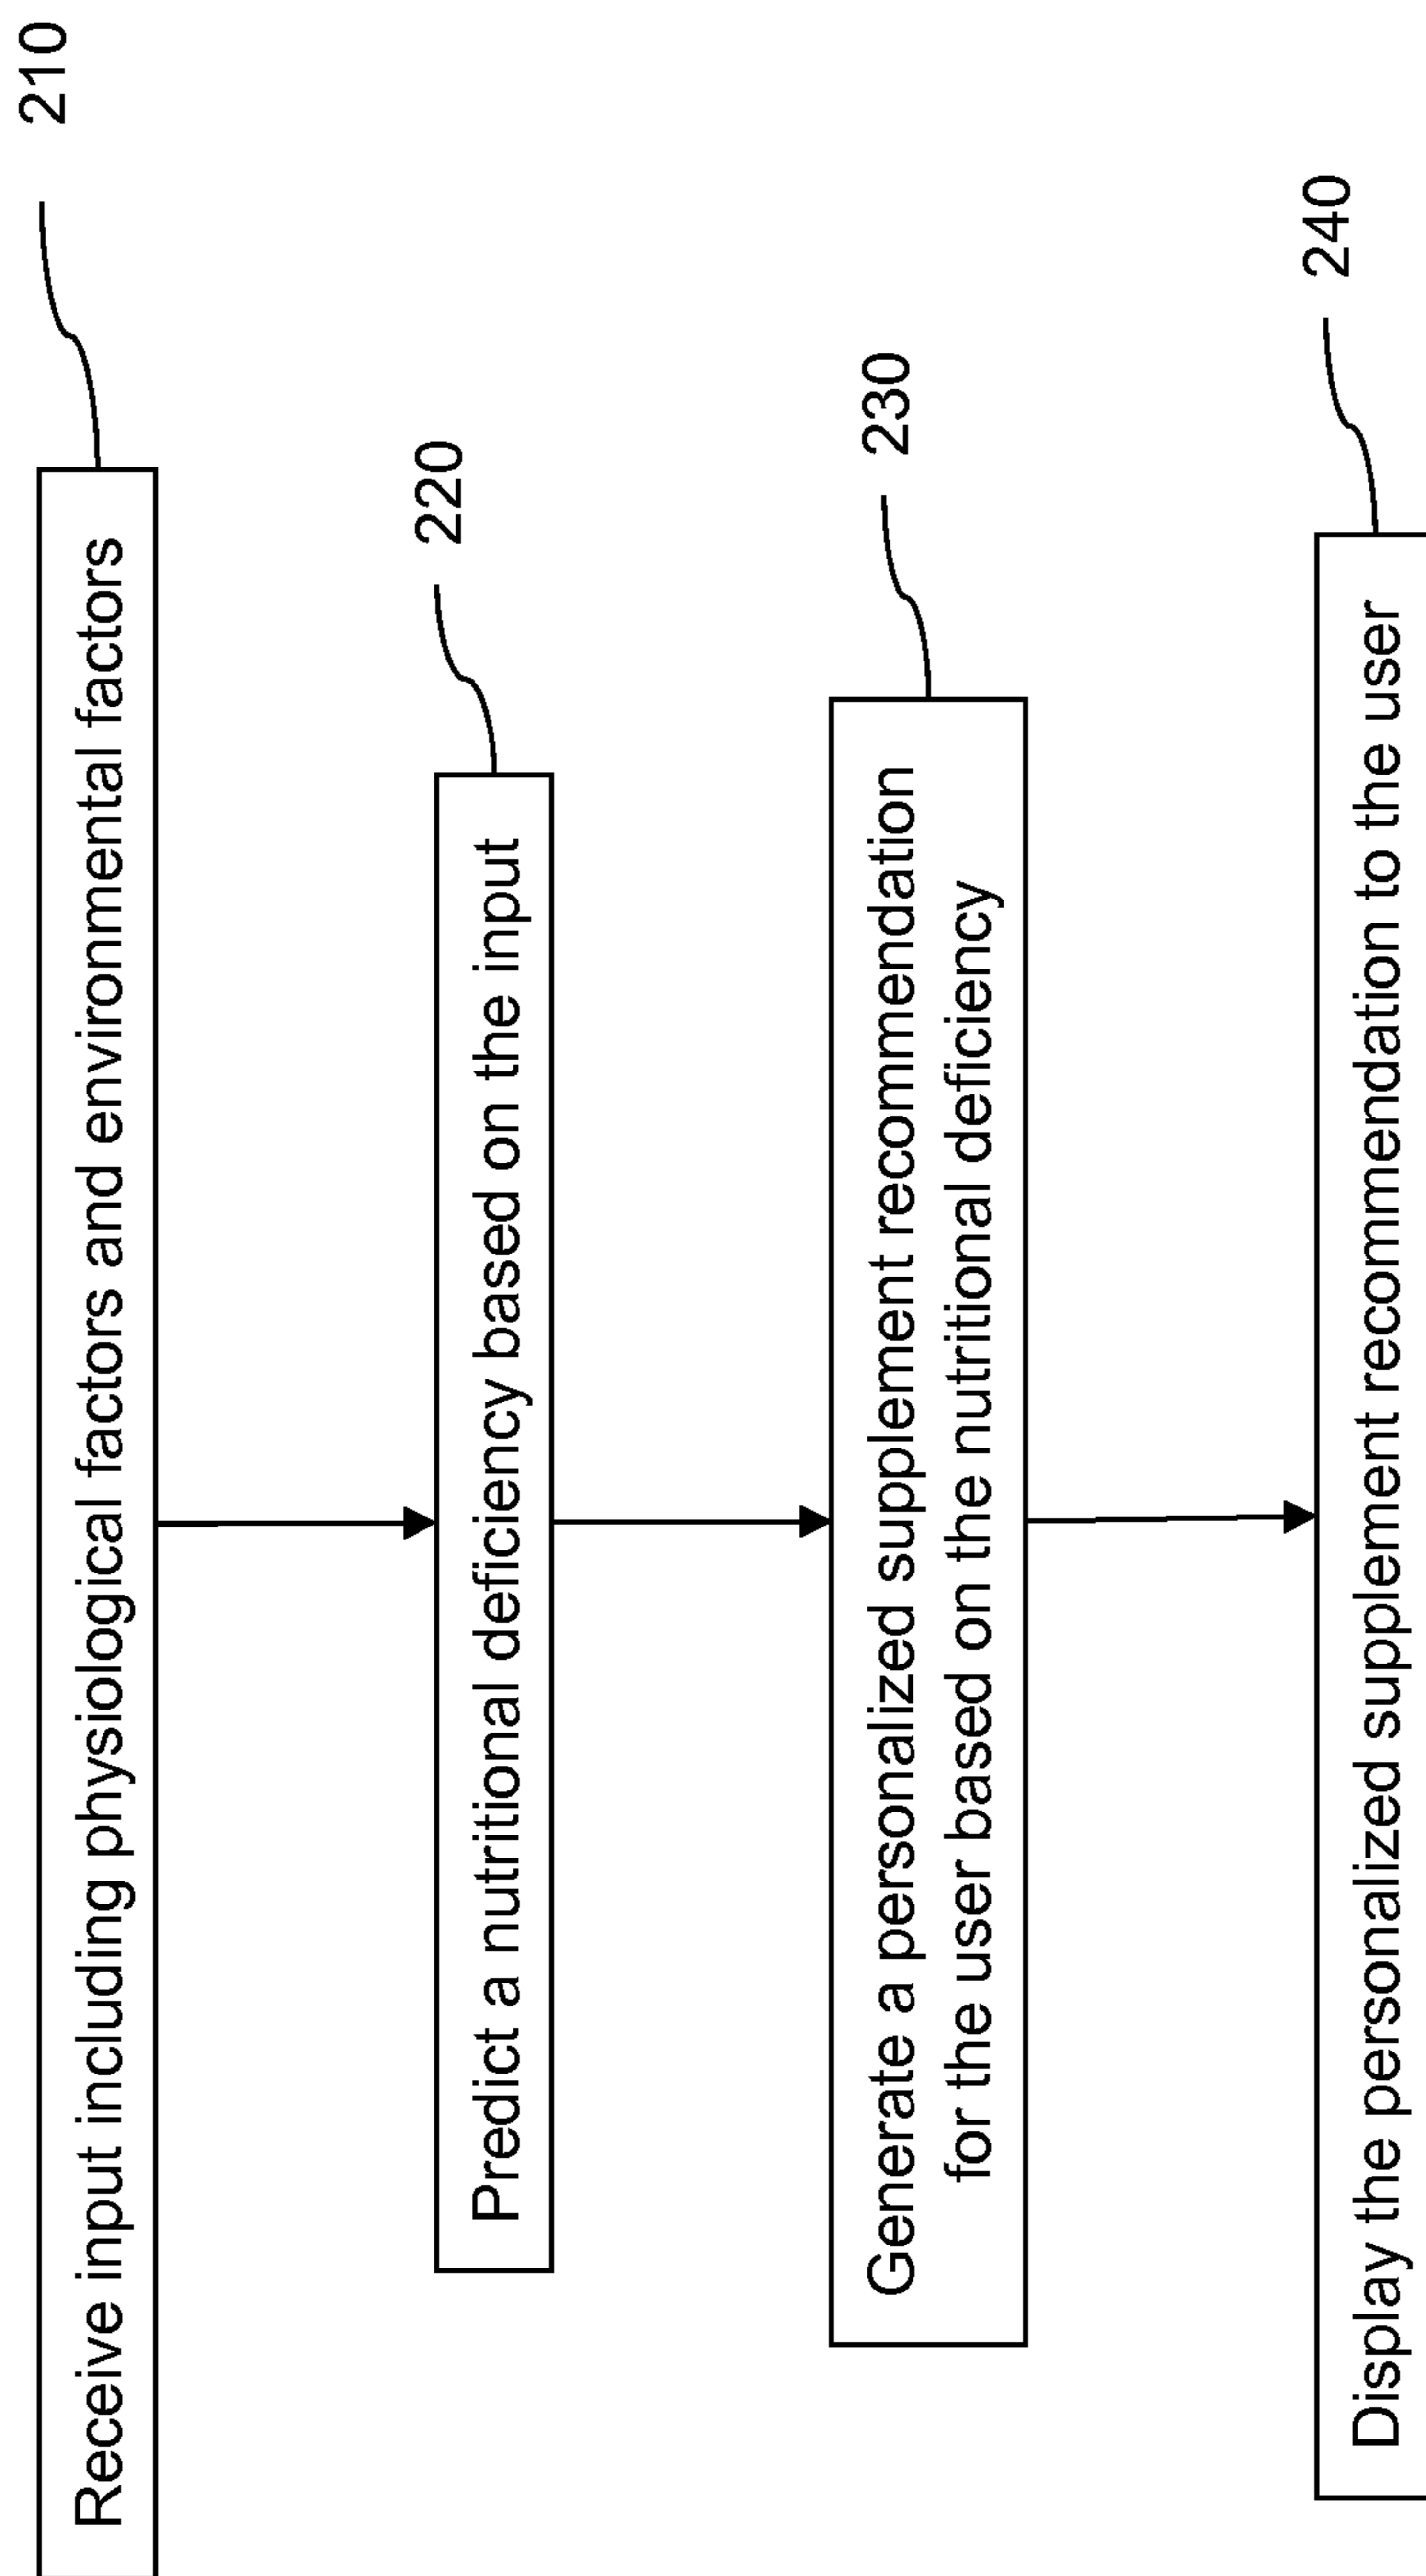 Receive input including physiological factors and environmental factors
210
Predict a nutritional deficiency based on the input
220
Generate a personalized supplement recommendation
for the user based on the nutritional deficiency
230
Display the personalized supplement recommendation to the user
240